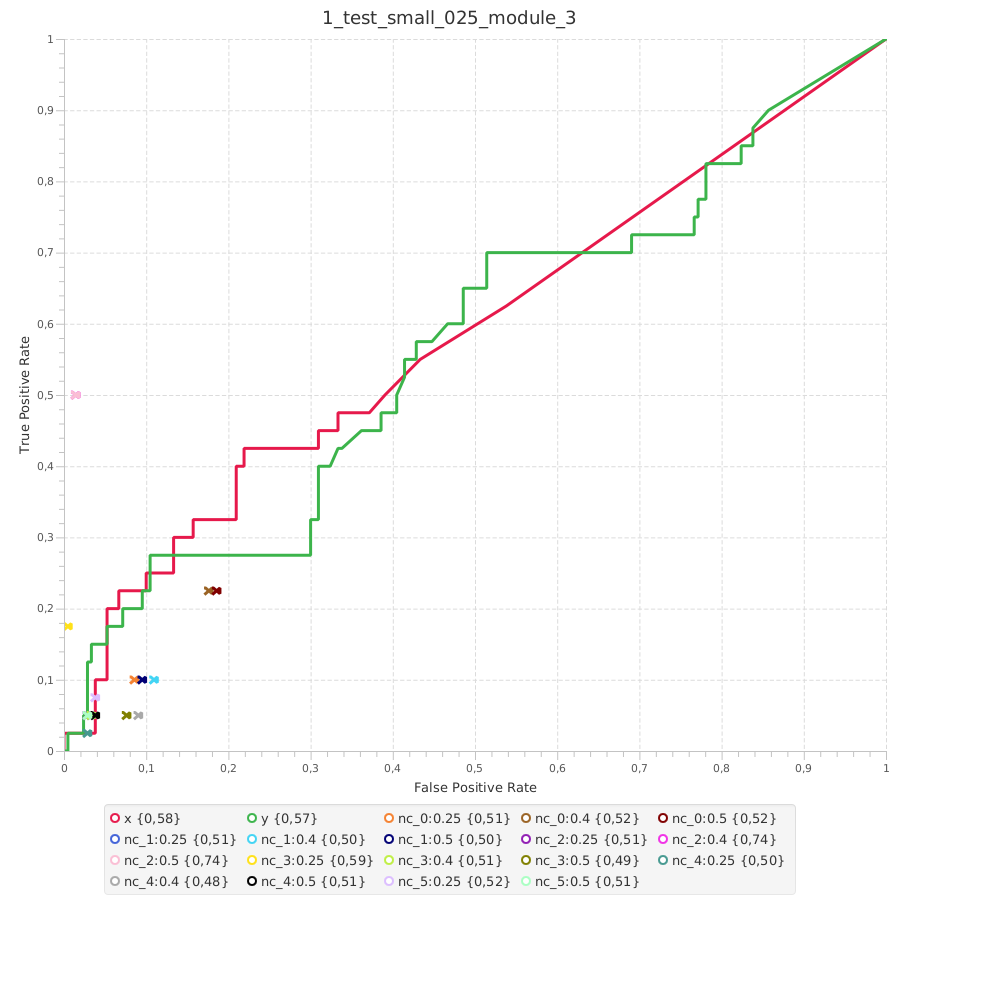 1_test_small_025_module_3
1
0,9
0,8
0,7
0,6
0,5
0,4
0,3
0,2
0,1
0
True Positive Rate
0 0,1 0,2 0,3 0,4 0,5 0,6 0,7 0,8 0,9 1
False Positive Rate
x {0,58} y {0,57} nc_0:0.25 {0,51} nc_0:0.4 {0,52} nc_0:0.5 {0,52}
nc_1:0.25 {0,51} nc_1:0.4 {0,50} nc_1:0.5 {0,50} nc_2:0.25 {0,51} nc_2:0.4 {0,74}
nc_2:0.5 {0,74} nc_3:0.25 {0,59} nc_3:0.4 {0,51} nc_3:0.5 {0,49} nc_4:0.25 {0,50}
nc_4:0.4 {0,48} nc_4:0.5 {0,51} nc_5:0.25 {0,52} nc_5:0.5 {0,51}